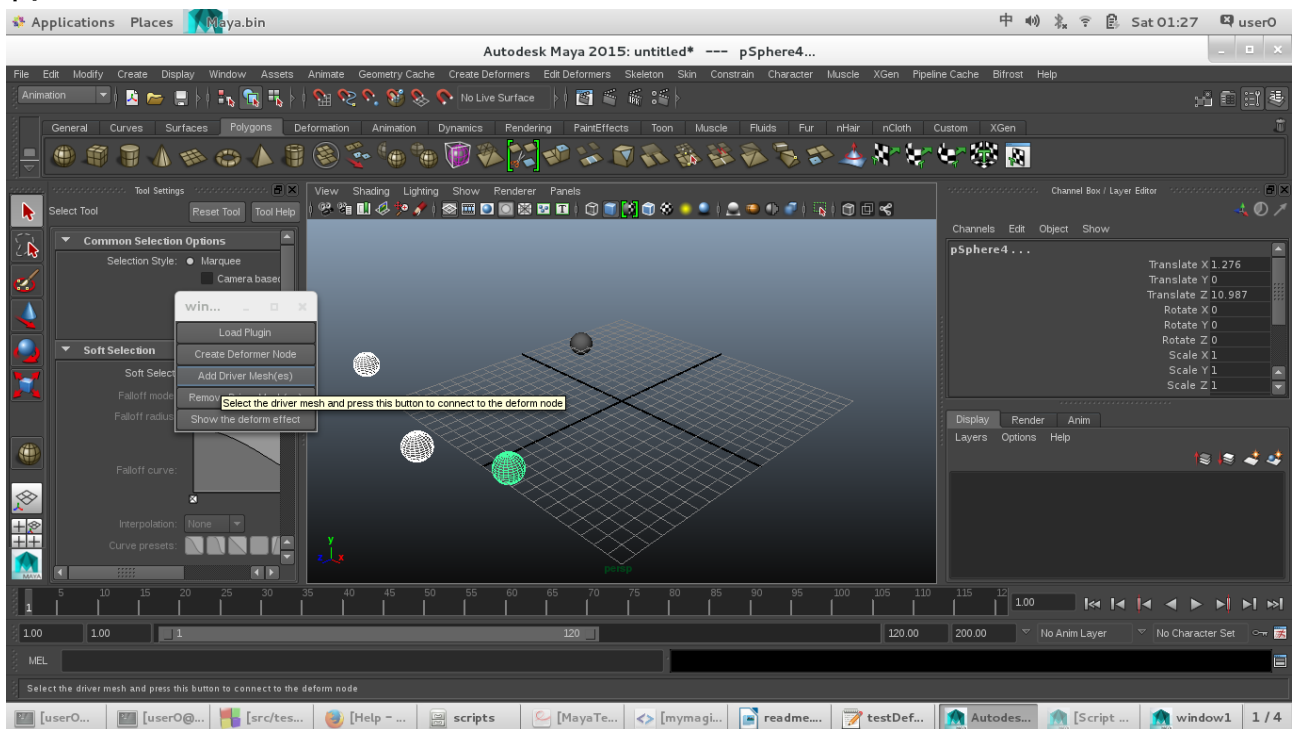 Applications Places Maya.bin 中 Sat 01:27 user0
Autodesk Maya 2015: untitled* --- pSphere4...
File Edit Modify Create Display Window Assets Animate Geometry Cache Create Deformers Edit Deformers Skeleton Skin Constrain Character Muscle XGen Pipeline Cache Bifrost Help
Animation No Live Surface
General Curves Surfaces Polygons Deformation Animation Dynamics Rendering PaintEffects Toon Muscle Fluids Fur nHair nCloth Custom XGen
Tool Settings
Select Tool Reset Tool Tool Help
Common Selection Options
Selection Style: Marquee
Camera based
win...
Load Plugin
Create Deformer Node
Add Driver Mesh(es)
Select the driver mesh and press this button to connect to the deform node
Show the deform effect
Soft Selection
Soft Select
Falloff mode
Falloff radius
Falloff curve:
Interpolation: None
Curve presets:
View Shading Lighting Show Renderer Panels
y
x
persp
Channel Box / Layer Editor
Channels Edit Object Show
pSphere4...
Translate X 1.276
Translate Y 0
Translate Z 10.987
Rotate X 0
Rotate Y 0
Rotate Z 0
Scale X 1
Scale Y 1
Scale Z 1
Display Render Anim
Layers Options Help
1 5 10 15 20 25 30 35 40 45 50 55 60 65 70 75 80 85 90 95 100 105 110 115 12 1.00
1.00 1.00 1 120 120.00 200.00 No Anim Layer No Character Set
MEL
Select the driver mesh and press this button to connect to the deform node
[userO... [userO@... [src/tes... [Help - ... scripts [MayaTe... [mymagi... readme.... testDef... Autodes... [Script ... window1 1 / 4